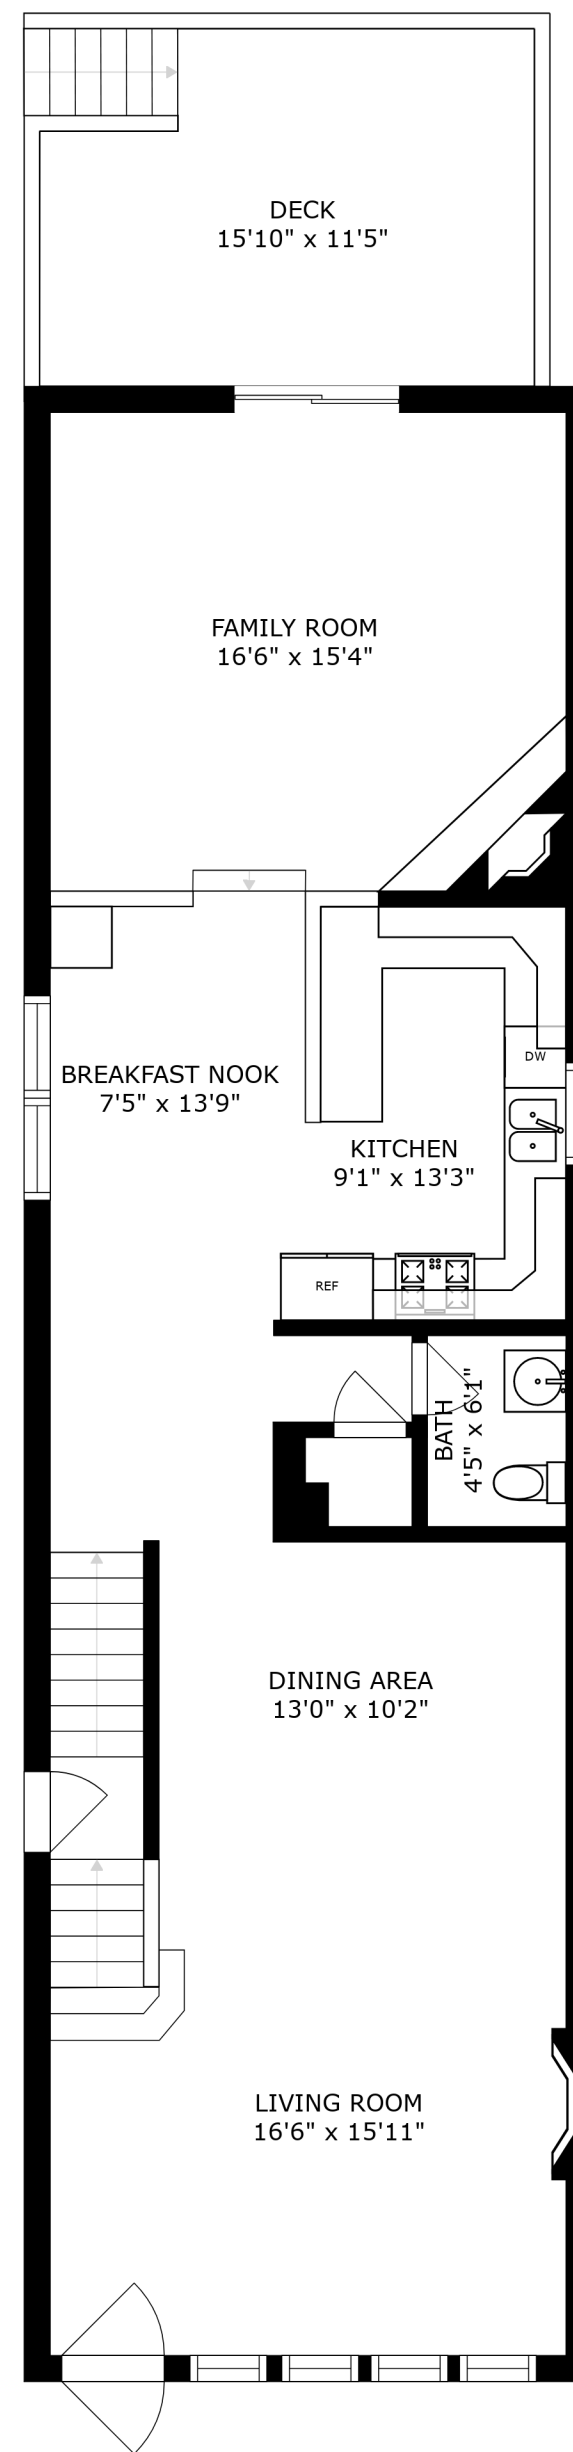 DECK
15'10" x 11'5"
FAMILY ROOM
16'6" x 15'4"
BREAKFAST NOOK
7'5" x 13'9"
DW
KITCHEN
9'1" x 13'3"
REF
BATH
4'5" x 6'1"
DINING AREA
13'0" x 10'2"
LIVING ROOM
16'6" x 15'11"